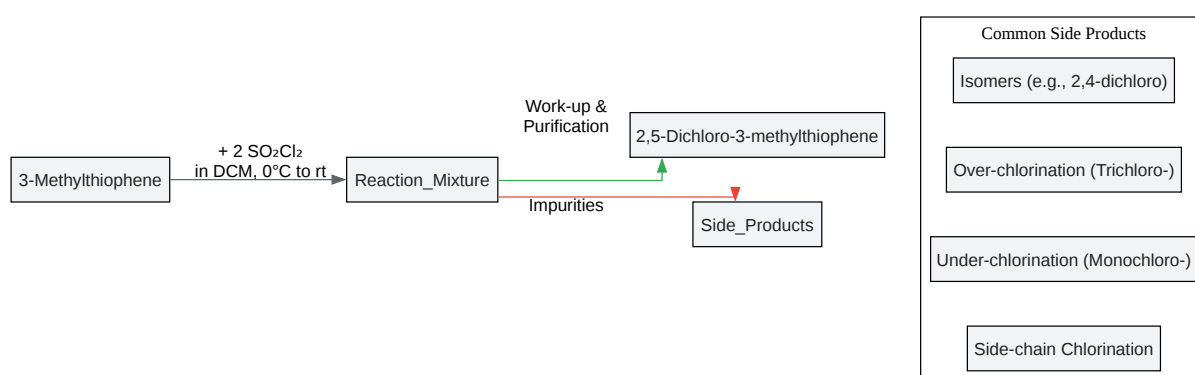 3-Methylthiophene
+ 2 SO₂Cl₂
in DCM, 0°C to rt
Reaction_Mixture
Work-up &
Purification
2,5-Dichloro-3-methylthiophene
Impurities
Side_Products
Common Side Products
Isomers (e.g., 2,4-dichloro)
Over-chlorination (Trichloro-)
Under-chlorination (Monochloro-)
Side-chain Chlorination